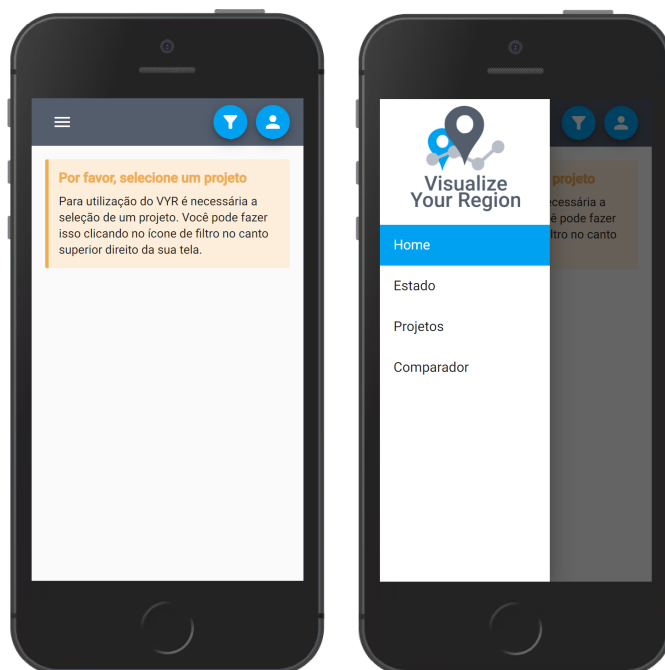 Por favor, selecione um projeto
Para utilização do VYR é necessária a
seleção de um projeto. Você pode fazer
isso clicando no ícone de filtro no canto
superior direito da sua tela.
Visualize
Your Region
Home
Estado
Projetos
Comparador
projeto
ecessária a
ê pode fazer
ltro no canto